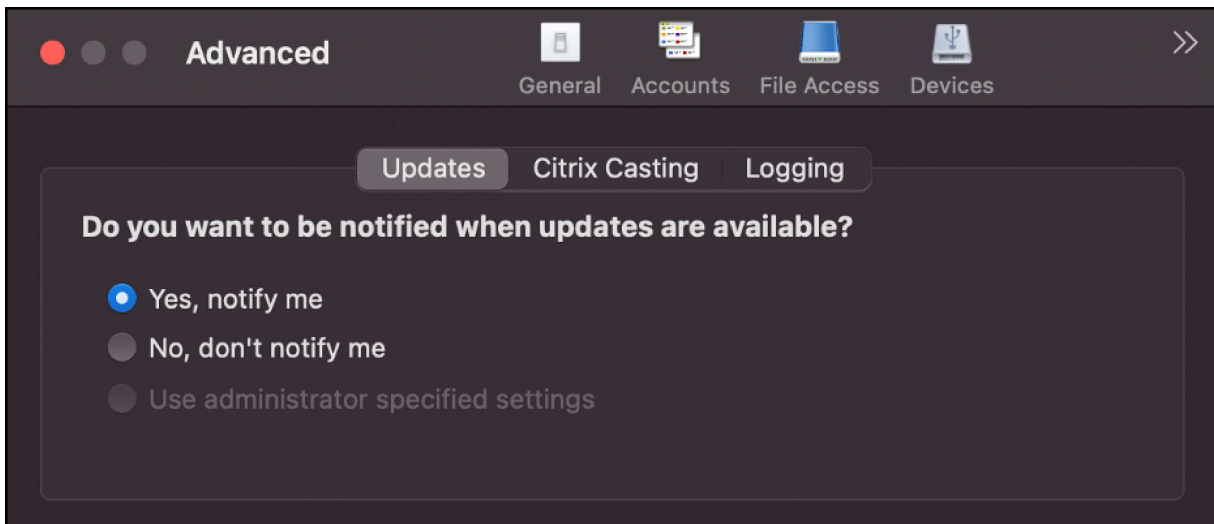 Advanced
General Accounts File Access Devices
Updates Citrix Casting Logging
Do you want to be notified when updates are available?
Yes, notify me
No, don't notify me
Use administrator specified settings